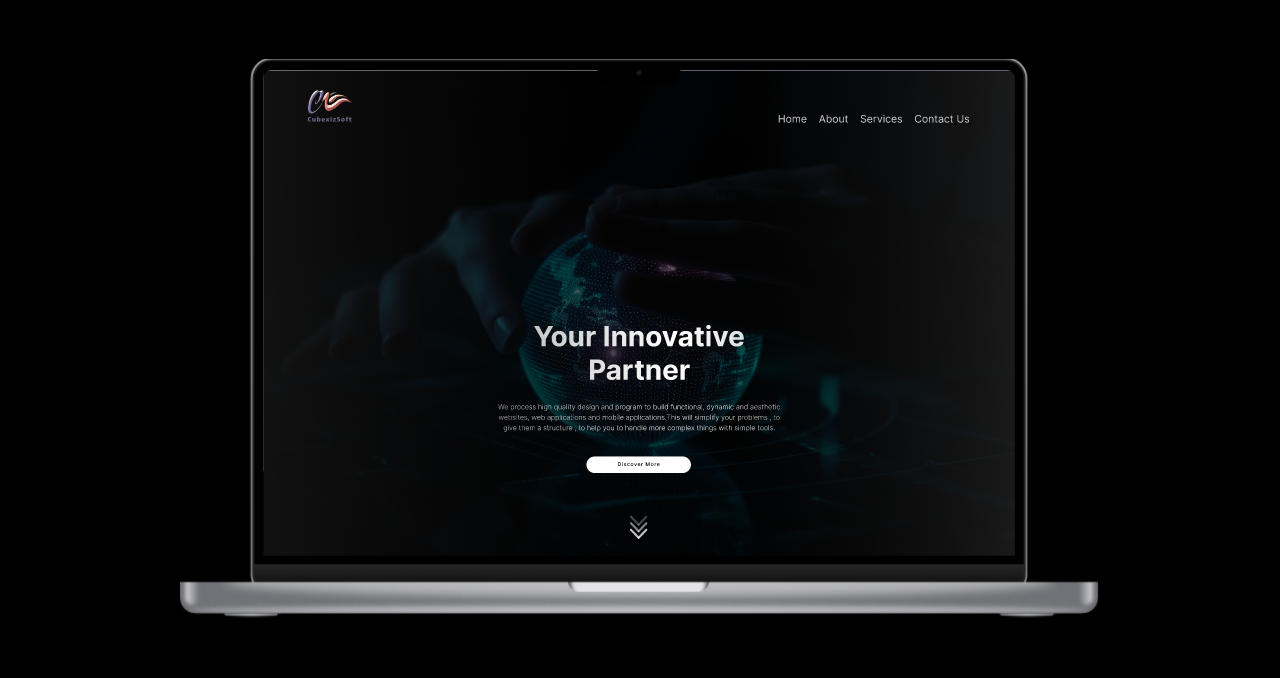 CubexizSoft
Home About Services Contact Us
Your Innovative
Partner
We process high quality design and program to build functional, dynamic and aesthetic
websites, web applications and mobile applications.This will simplify your problems , to
give them a structure , to help you to handle more complex things with simple tools.
Discover More